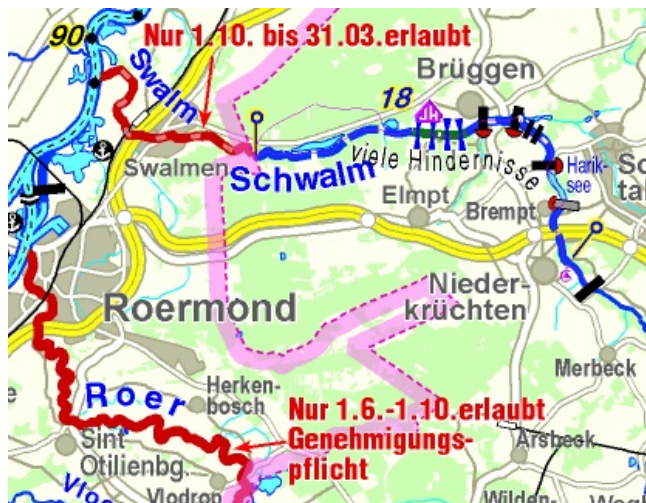 Nur 1.10. bis 31.03. erlaubt
90
Swalm
Brüggen
18
JH
Swalmen
Schwalm
viele Hindernisse
Harik-
see
Elmpt
Brempt
Roermond
Nieder-
krüchten
Merbeck
Roer
Herken-
bosch
Nur 1.6.-1.10. erlaubt
Genehmigungs-
pflicht
Sint
Otilienbg.
Arsbeck
Vlodrop
Wilden-